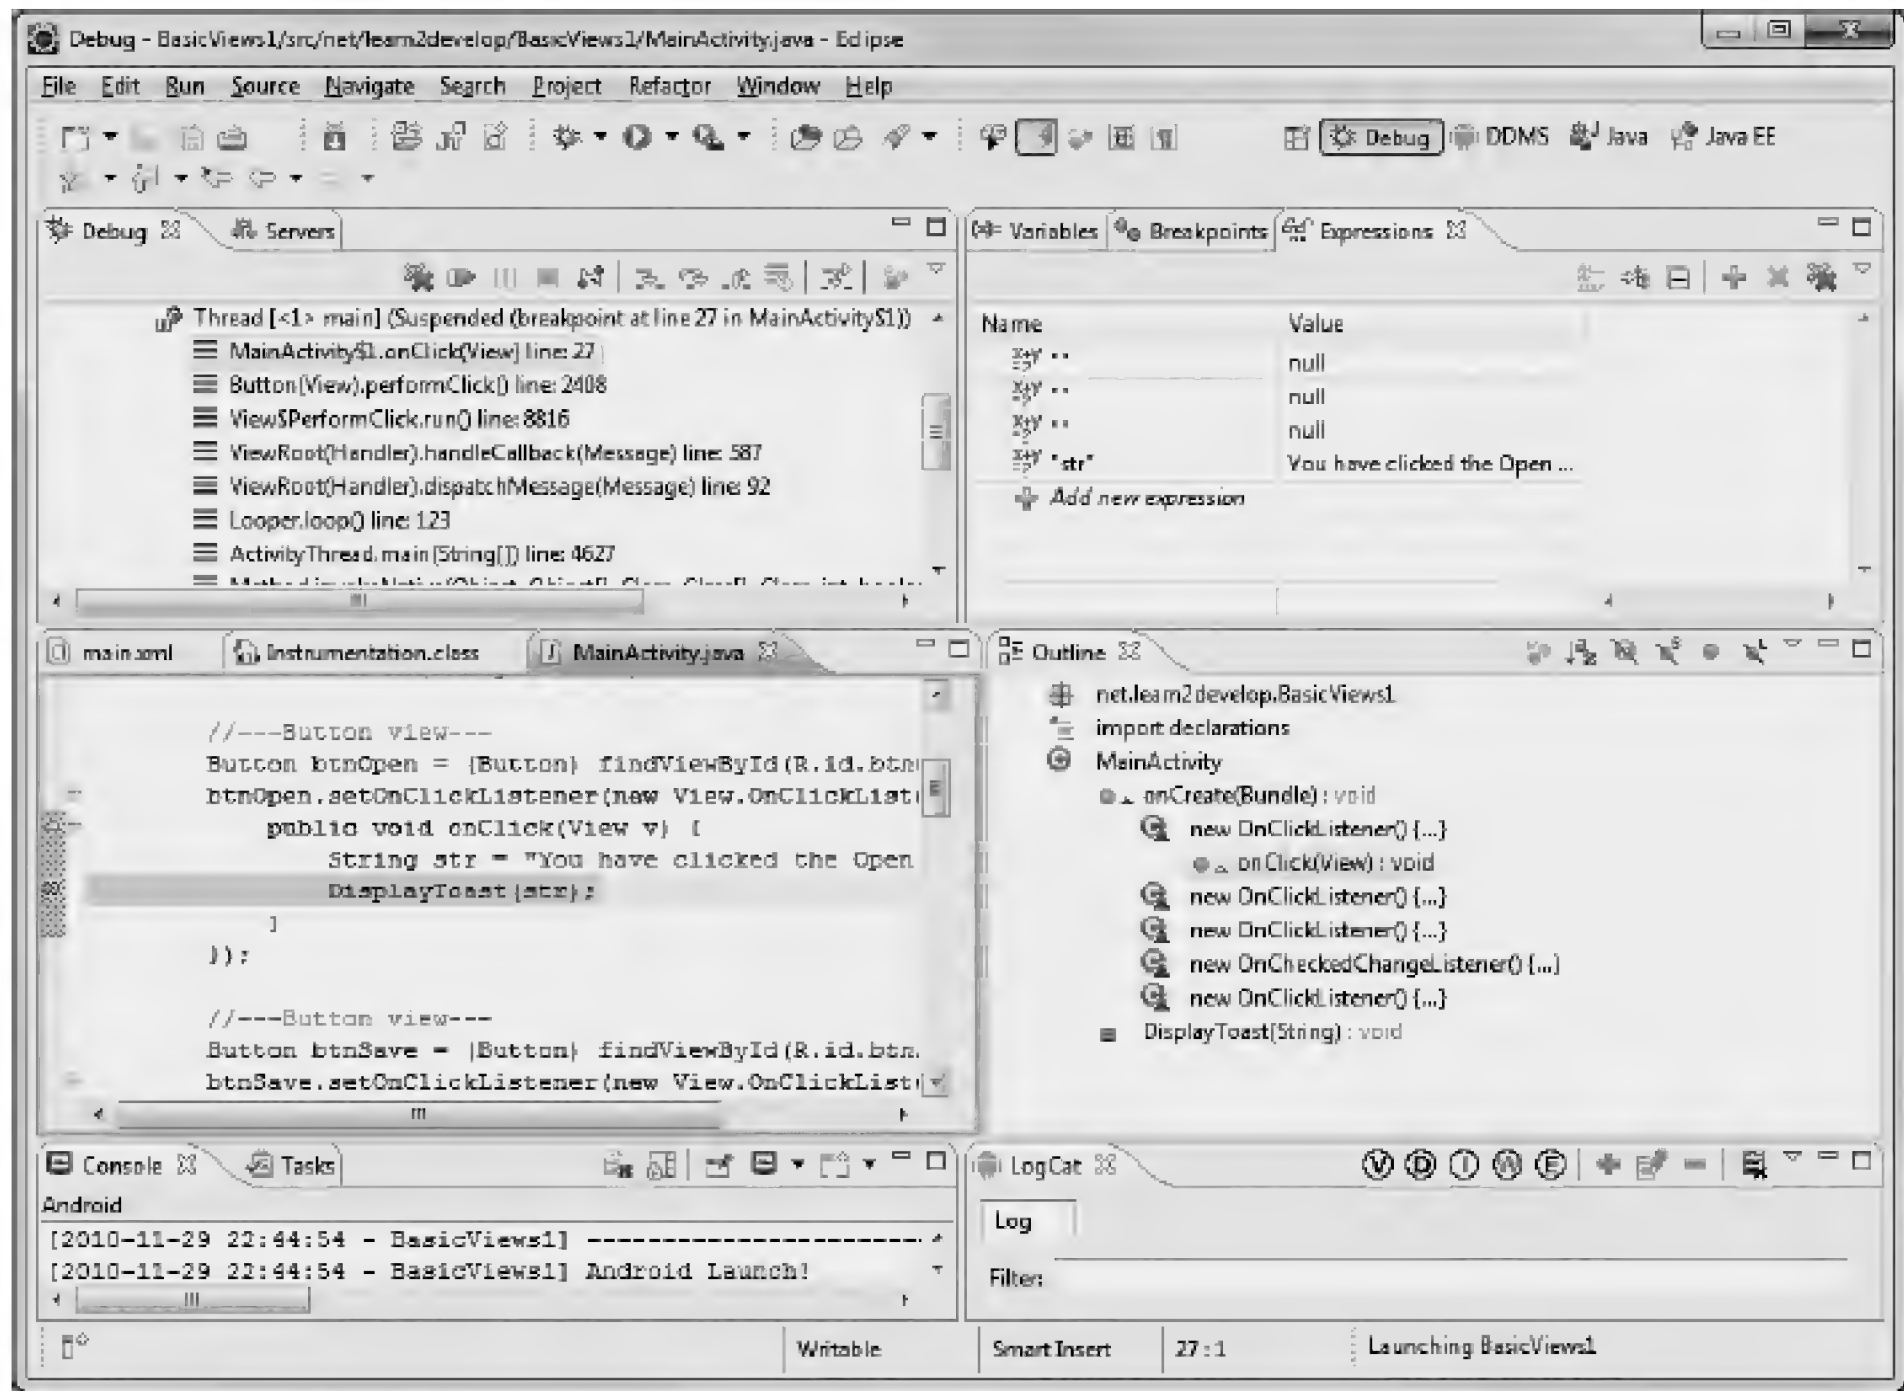 Debug - BasicViews1/src/net/learn2develop/BasicViews1/MainActivity.java - Eclipse
File Edit Run Source Navigate Search Project Refactor Window Help
Debug DDMS Java Java EE
Debug Servers
Thread [<1> main] (Suspended (breakpoint at line 27 in MainActivity$1))
MainActivity$1.onClick(View) line: 27
Button(View).performClick() line: 2408
View$PerformClick.run() line: 8816
ViewRoot(Handler).handleCallback(Message) line: 587
ViewRoot(Handler).dispatchMessage(Message) line: 92
Looper.loop() line: 123
ActivityThread.main(String[]) line: 4627
Variables Breakpoints Expressions
Name Value
"" null
"" null
"" null
"str" You have clicked the Open ...
Add new expression
main.xml Instrumentation.class MainActivity.java
//---Button view---
Button btnOpen = (Button) findViewById(R.id.btn
btnOpen.setOnClickListener(new View.OnClickList
public void onClick(View v) {
String str = "You have clicked the Open
DisplayToast(str);
}
});
//---Button view---
Button btnSave = (Button) findViewById(R.id.btn
btnSave.setOnClickListener(new View.OnClickList
Outline
net.learn2develop.BasicViews1
import declarations
MainActivity
onCreate(Bundle) : void
new OnClickListener() {...}
onClick(View) : void
new OnClickListener() {...}
new OnClickListener() {...}
new OnCheckedChangeListener() {...}
new OnClickListener() {...}
DisplayToast(String) : void
Console Tasks
Android
[2010-11-29 22:44:54 - BasicViews1] ------------------------
[2010-11-29 22:44:54 - BasicViews1] Android Launch!
LogCat V D I W E
Log
Filter:
Writable Smart Insert 27 : 1 Launching BasicViews1